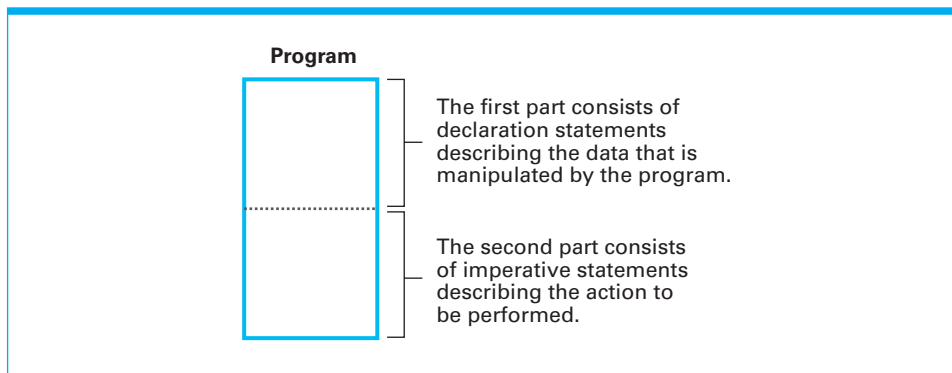 Program
The first part consists of
declaration statements
describing the data that is
manipulated by the program.
The second part consists
of imperative statements
describing the action to
be performed.